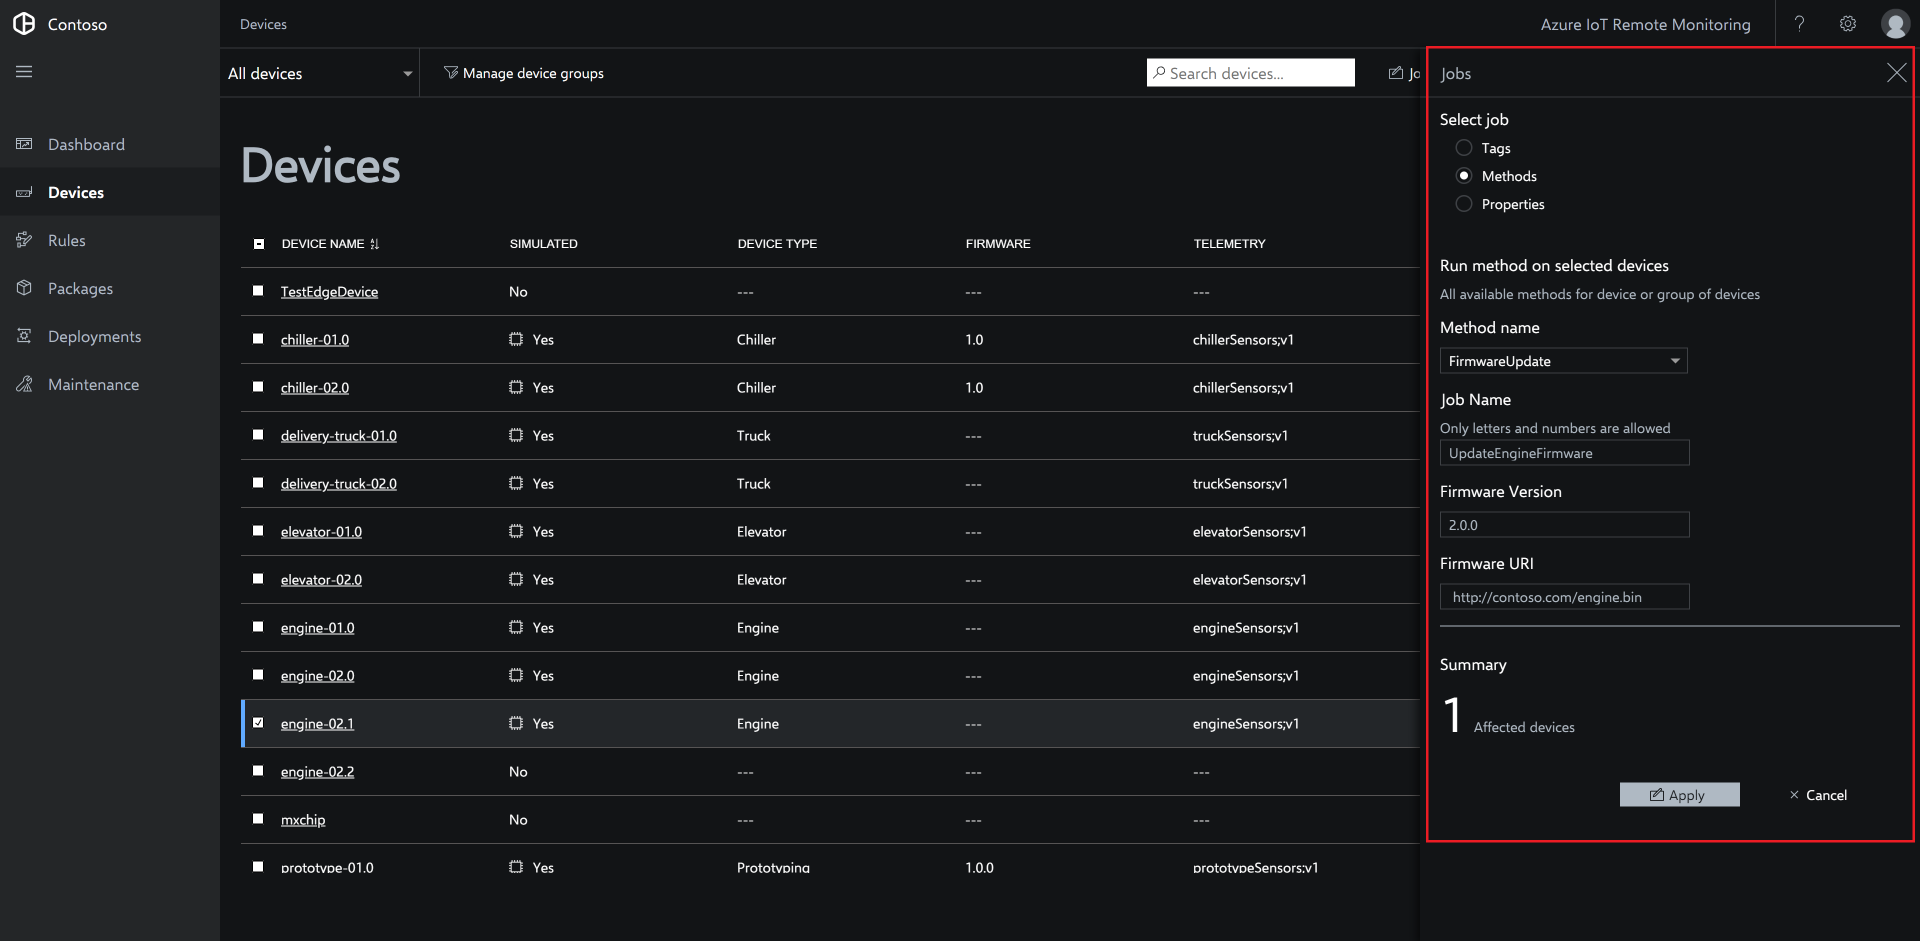 Contoso
Devices
Azure IoT Remote Monitoring
?
All devices
Manage device groups
Search devices...
Jo
Dashboard
Devices
Rules
Packages
Deployments
Maintenance
Devices
DEVICE NAME SIMULATED DEVICE TYPE FIRMWARE TELEMETRY
TestEdgeDevice No --- --- ---
chiller-01.0 Yes Chiller 1.0 chillerSensors;v1
chiller-02.0 Yes Chiller 1.0 chillerSensors;v1
delivery-truck-01.0 Yes Truck --- truckSensors;v1
delivery-truck-02.0 Yes Truck --- truckSensors;v1
elevator-01.0 Yes Elevator --- elevatorSensors;v1
elevator-02.0 Yes Elevator --- elevatorSensors;v1
engine-01.0 Yes Engine --- engineSensors;v1
engine-02.0 Yes Engine --- engineSensors;v1
engine-02.1 Yes Engine --- engineSensors;v1
engine-02.2 No --- --- ---
mxchip No --- --- ---
prototype-01.0 Yes Prototyping 1.0.0 prototypeSensors;v1
Jobs
Select job
Tags
Methods
Properties
Run method on selected devices
All available methods for device or group of devices
Method name
FirmwareUpdate
Job Name
Only letters and numbers are allowed
UpdateEngineFirmware
Firmware Version
2.0.0
Firmware URI
http://contoso.com/engine.bin
Summary
1 Affected devices
Apply
Cancel